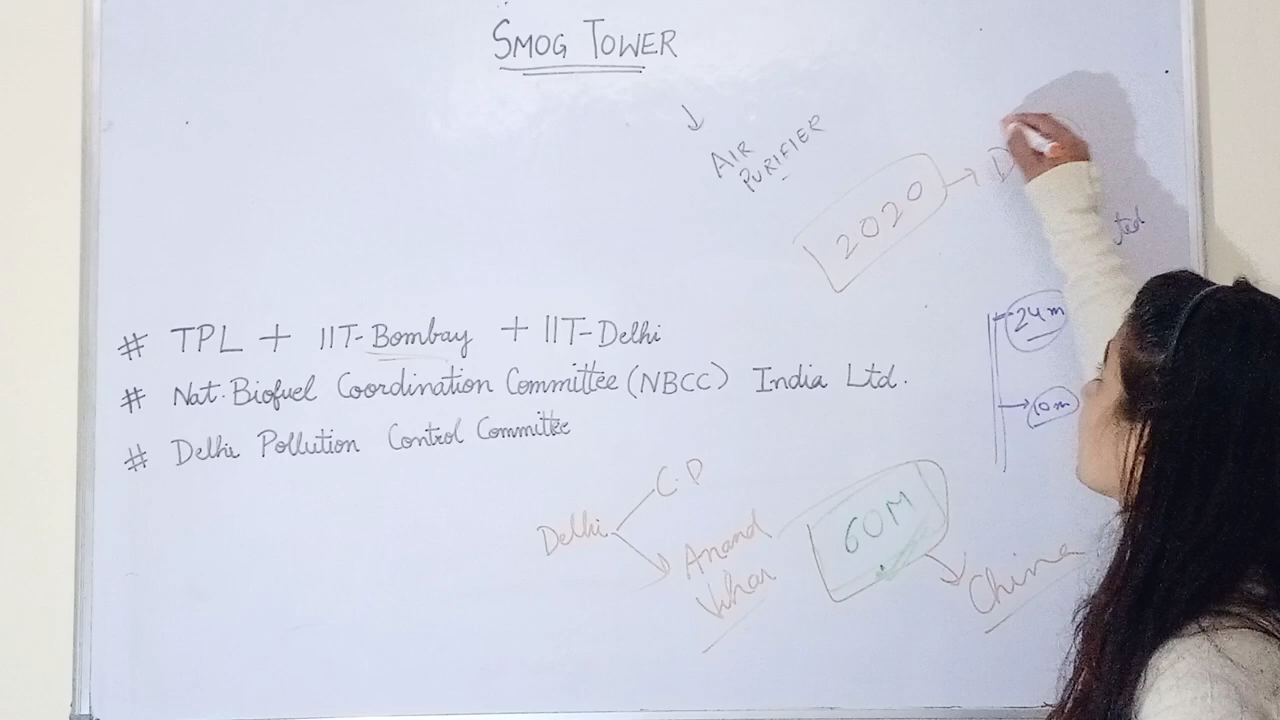 SMOG TOWER
AIR
PURIFIER
2020 → D
24m
10m
# TPL + IIT-Bombay + IIT-Delhi
# Nat. Biofuel Coordination Committee (NBCC) India Ltd.
# Delhi Pollution Control Committee
Delhi
C.P
Anand
Vihar
60M
China